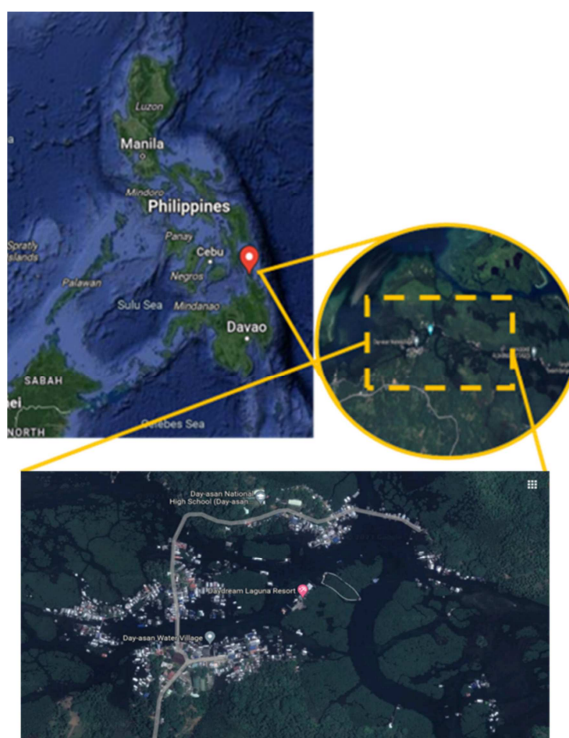 Luzon
Manila
Mindoro
Philippines
Panay
Cebu
Spratly
Islands
Negros
Palawan
Sulu Sea
Mindanao
Davao
SABAH
ei
NORTH
Celebes Sea
Day-asan National
High School (Day-asan
Daydream Laguna Resort
Day-asan Water Village